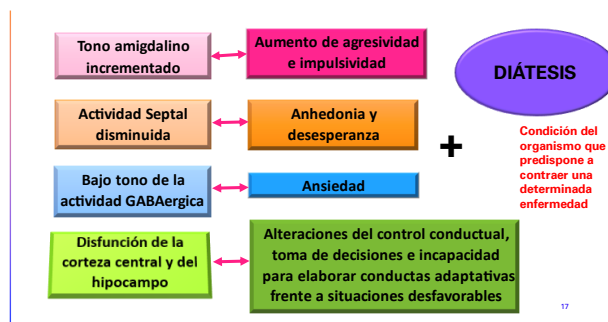 Tono amigdalino
incrementado
Aumento de agresividad
e impulsividad
DIÁTESIS
Actividad Septal
disminuida
Anhedonia y
desesperanza
+
Condición del
organismo que
predispone a
contraer una
determinada
enfermedad
Bajo tono de la
actividad GABAergica
Ansiedad
Disfunción de la
corteza central y del
hipocampo
Alteraciones del control conductual,
toma de decisiones e incapacidad
para elaborar conductas adaptativas
frente a situaciones desfavorables
17